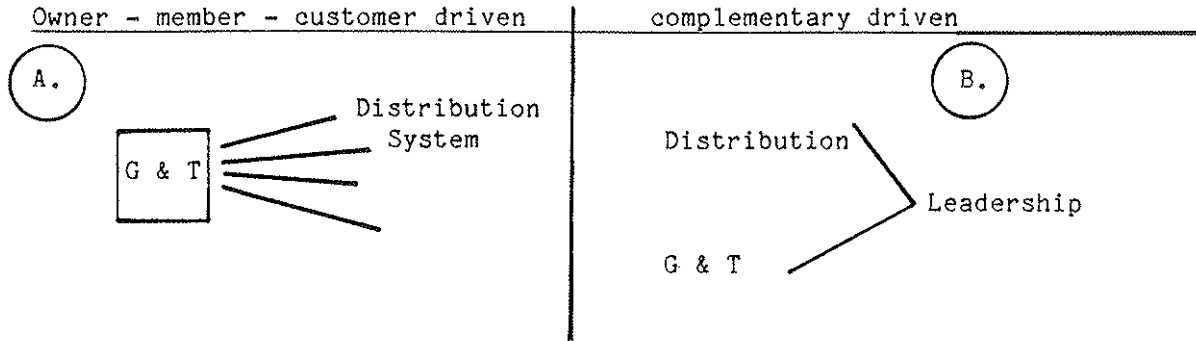 Owner - member - customer driven
complementary driven
A.
B.
Distribution
System
G & T
Distribution
Leadership
G & T